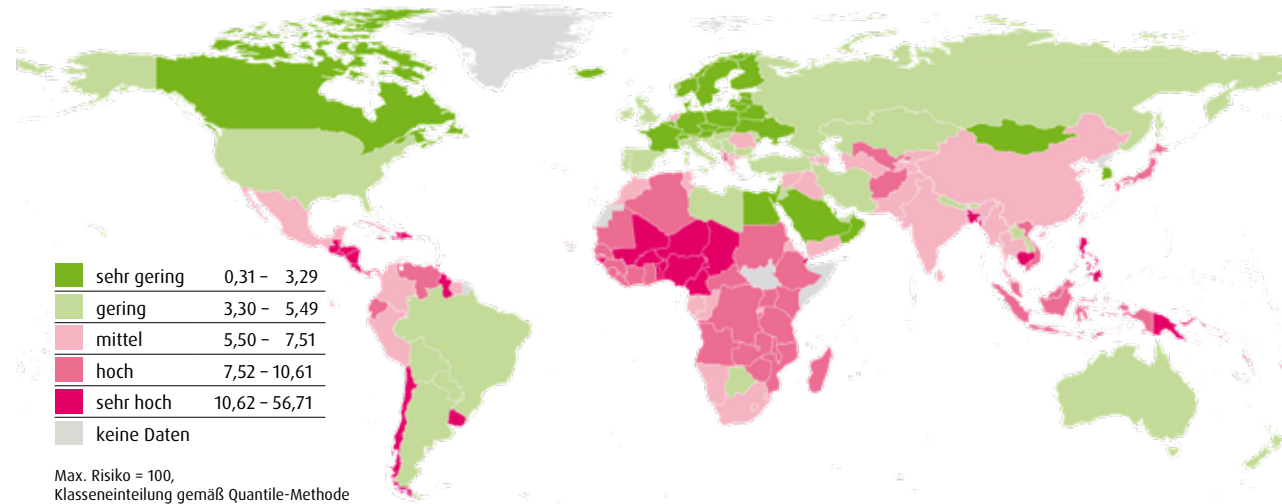 sehr gering 0,31 – 3,29
gering 3,30 – 5,49
mittel 5,50 – 7,51
hoch 7,52 – 10,61
sehr hoch 10,62 – 56,71
keine Daten
Max. Risiko = 100,
Klasseneinteilung gemäß Quantile-Methode